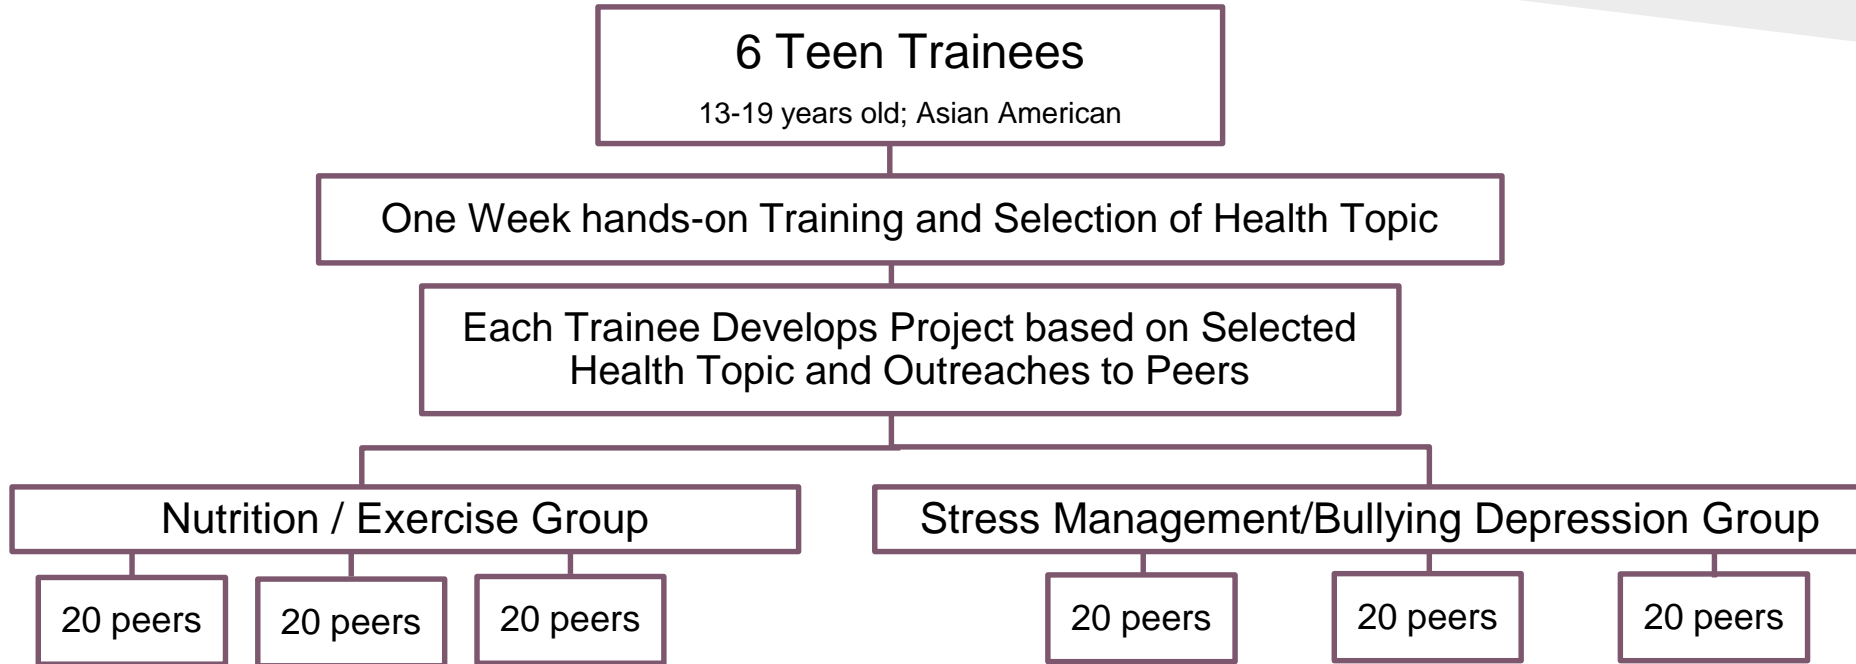 6 Teen Trainees
13-19 years old; Asian American
One Week hands-on Training and Selection of Health Topic
Each Trainee Develops Project based on Selected
Health Topic and Outreaches to Peers
Nutrition / Exercise Group
Stress Management/Bullying Depression Group
20 peers
20 peers
20 peers
20 peers
20 peers
20 peers